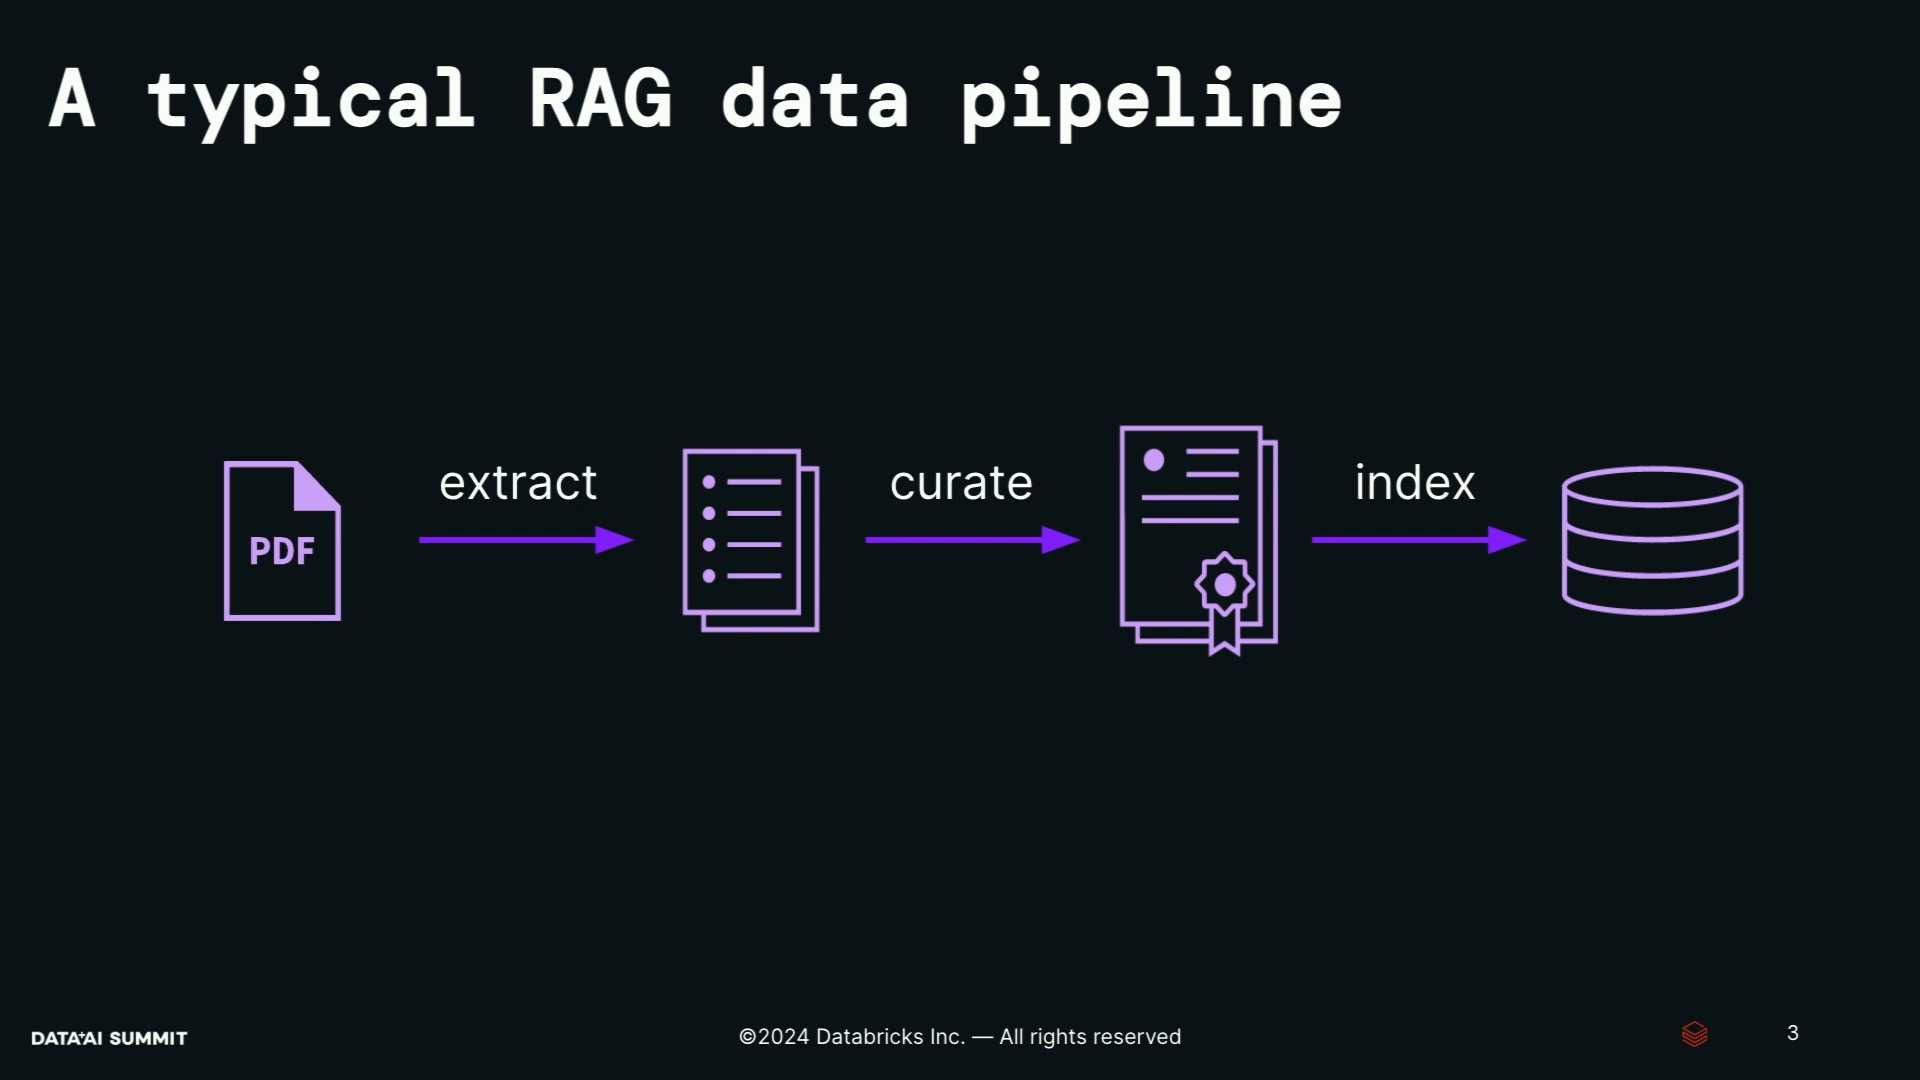 A typical RAG data pipeline
extract
curate
index
PDF
DATA+AI SUMMIT
©2024 Databricks Inc. — All rights reserved
3